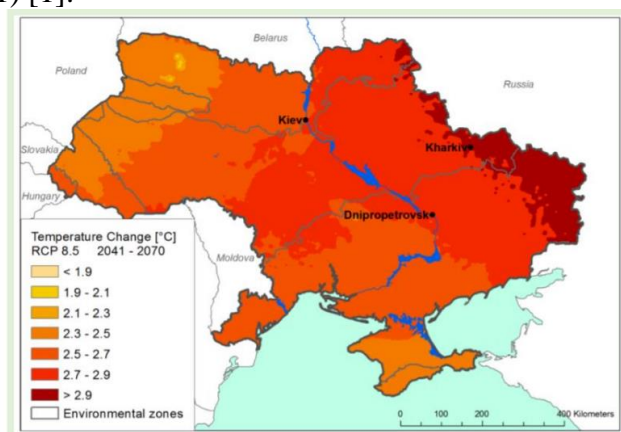 1) [1].
Belarus
Poland
Russia
Kiev
Kharkiv
Slovakia
Hungary
Dnipropetrovsk
Moldova
Temperature Change [°C]
RCP 8.5 2041 - 2070
< 1.9
1.9 - 2.1
2.1 - 2.3
2.3 - 2.5
2.5 - 2.7
2.7 - 2.9
> 2.9
Environmental zones
0 100 200 400 Kilometers